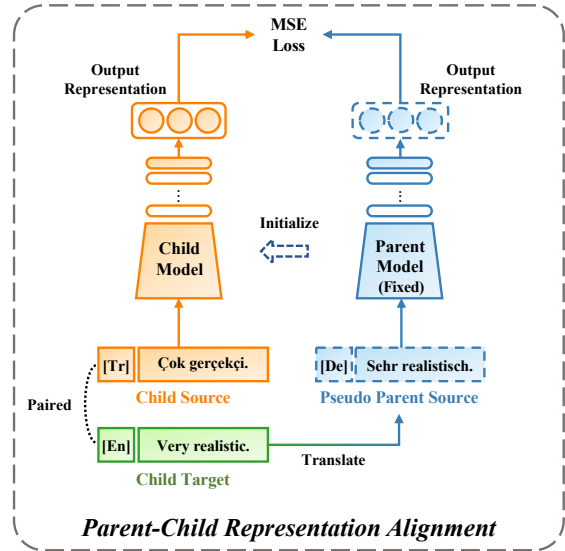 MSE
Loss
Output
Representation
Output
Representation
Initialize
Child
Model
Parent
Model
(Fixed)
[Tr] Çok gerçekçi.
[De] Sehr realistisch.
Child Source
Pseudo Parent Source
Paired
[En] Very realistic.
Translate
Child Target
Parent-Child Representation Alignment